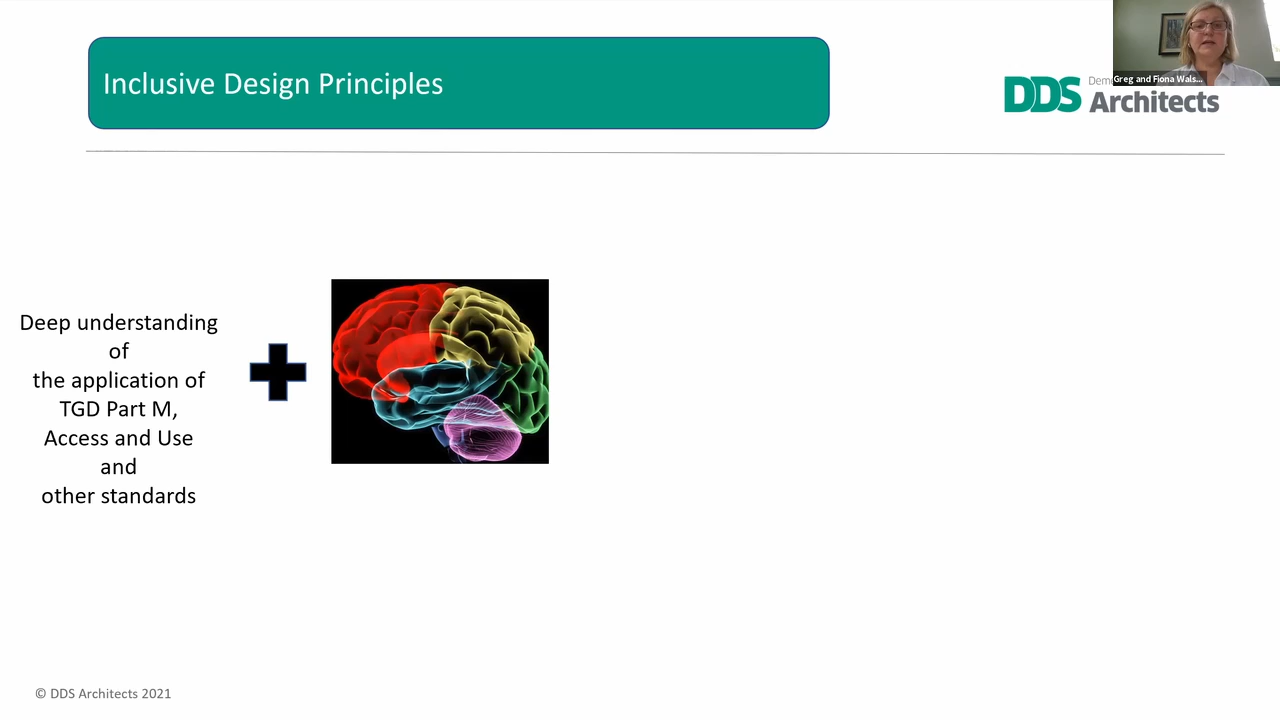 Inclusive Design Principles
Greg and Fiona Wals...
DDS
Architects
Deep understanding
of
the application of
TGD Part M,
Access and Use
and
other standards
© DDS Architects 2021